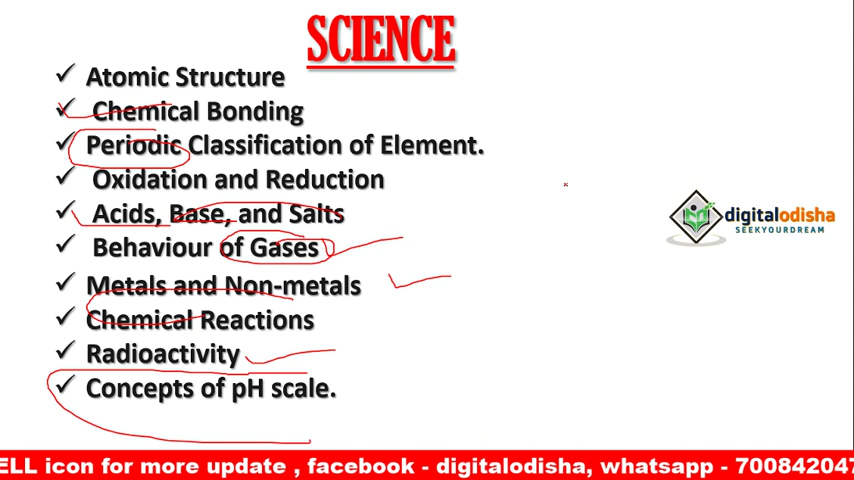 SCIENCE
Atomic Structure
Chemical Bonding
Periodic Classification of Element.
Oxidation and Reduction
Acids, Base, and Salts
Behaviour of Gases
Metals and Non-metals
Chemical Reactions
Radioactivity
Concepts of pH scale.
digitalodisha
SEEKYOURDREAM
ELL icon for more update , facebook - digitalodisha, whatsapp - 700842047